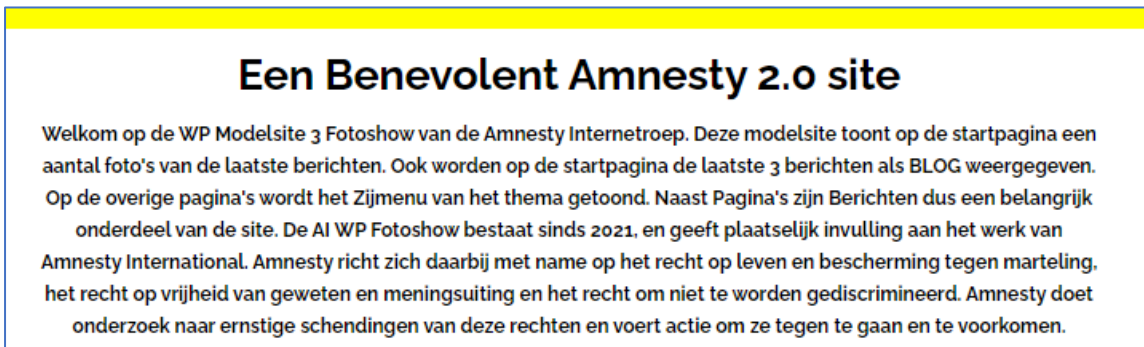 Een Benevolent Amnesty 2.0 site
Welkom op de WP Modelsite 3 Fotoshow van de Amnesty Internetroep. Deze modelsite toont op de startpagina een
aantal foto's van de laatste berichten. Ook worden op de startpagina de laatste 3 berichten als BLOG weergegeven.
Op de overige pagina's wordt het Zijmenu van het thema getoond. Naast Pagina's zijn Berichten dus een belangrijk
onderdeel van de site. De AI WP Fotoshow bestaat sinds 2021, en geeft plaatselijk invulling aan het werk van
Amnesty International. Amnesty richt zich daarbij met name op het recht op leven en bescherming tegen marteling,
het recht op vrijheid van geweten en meningsuiting en het recht om niet te worden gediscrimineerd. Amnesty doet
onderzoek naar ernstige schendingen van deze rechten en voert actie om ze tegen te gaan en te voorkomen.